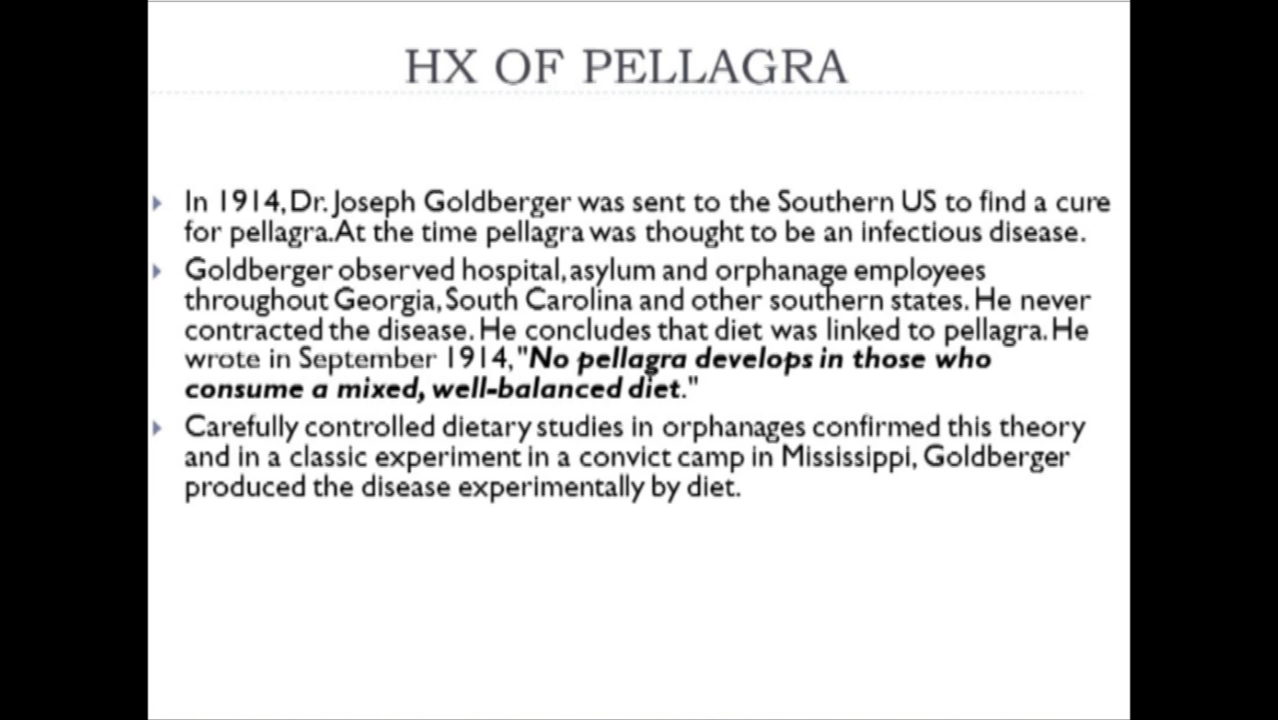 HX OF PELLAGRA
In 1914, Dr. Joseph Goldberger was sent to the Southern US to find a cure
for pellagra. At the time pellagra was thought to be an infectious disease.
Goldberger observed hospital, asylum and orphanage employees
throughout Georgia, South Carolina and other southern states. He never
contracted the disease. He concludes that diet was linked to pellagra. He
wrote in September 1914, "No pellagra develops in those who
consume a mixed, well-balanced diet."
Carefully controlled dietary studies in orphanages confirmed this theory
and in a classic experiment in a convict camp in Mississippi, Goldberger
produced the disease experimentally by diet.